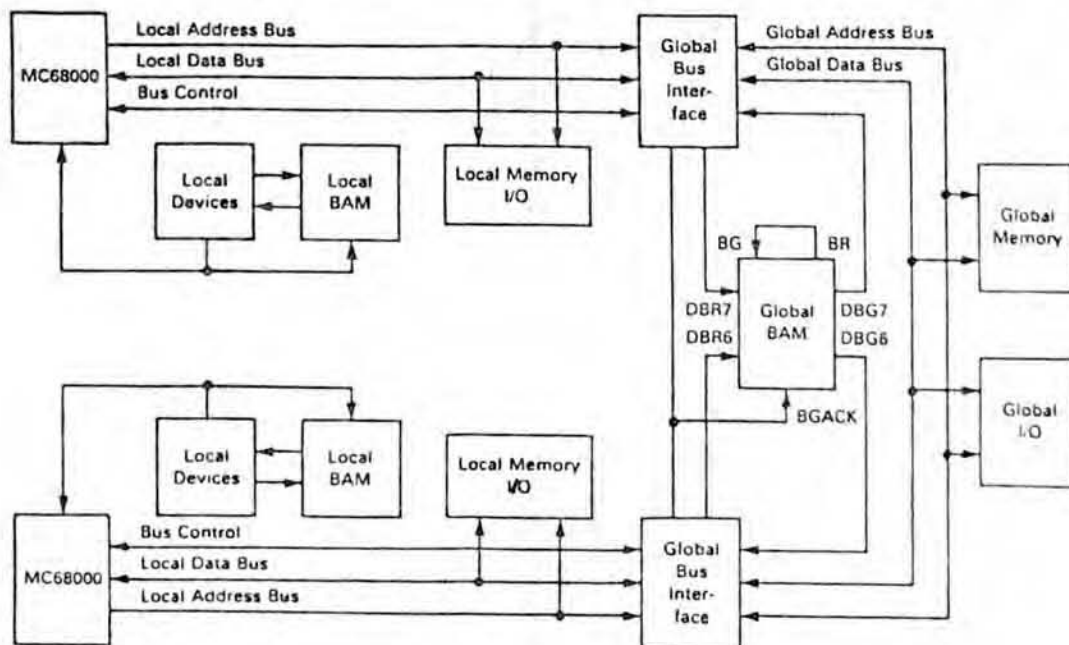 Local Address Bus
MC68000
Local Data Bus
Bus Control
Global
Bus
Inter-
face
Global Address Bus
Global Data Bus
Local
Devices
Local
BAM
Local Memory
I/O
Global
Memory
BG
BR
DBR7
DBR6
Global
BAM
DBG7
DBG6
BGACK
Global
I/O
Local
Devices
Local
BAM
Local Memory
I/O
MC68000
Bus Control
Local Data Bus
Local Address Bus
Global
Bus
Inter-
face